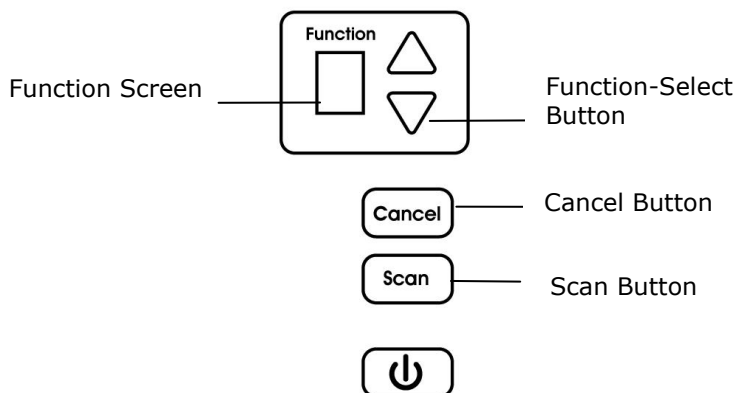 Function
Function Screen
Function-Select
Button
Cancel
Cancel Button
Scan
Scan Button